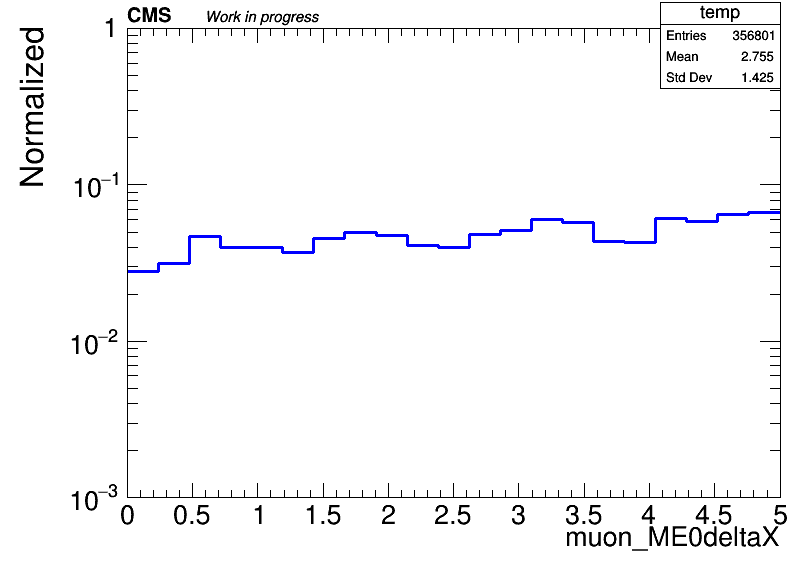 CMS Work in progress
temp
Entries 356801
Mean 2.755
Std Dev 1.425
Normalized
1
10−1
10−2
10−3
0 0.5 1 1.5 2 2.5 3 3.5 4 4.5 5
muon_ME0deltaX